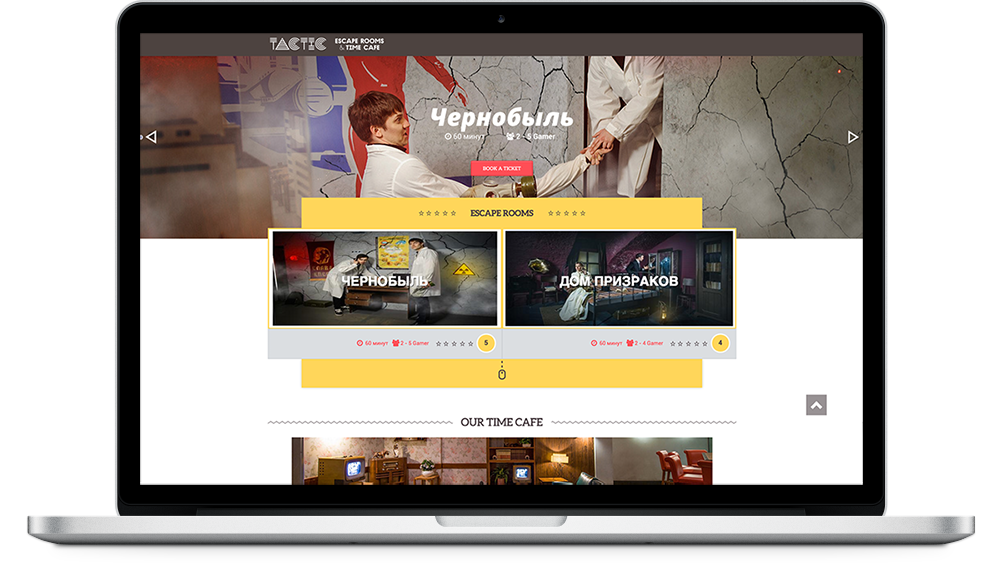 TACTIC
ESCAPE ROOMS
& TIME CAFE
Чернобыль
60 минут 2 - 5 Gamer
BOOK A TICKET
ESCAPE ROOMS
ЧЕРНОБЫЛЬ
ДОМ ПРИЗРАКОВ
60 минут 2 - 5 Gamer 5
60 минут 2 - 4 Gamer 4
OUR TIME CAFE